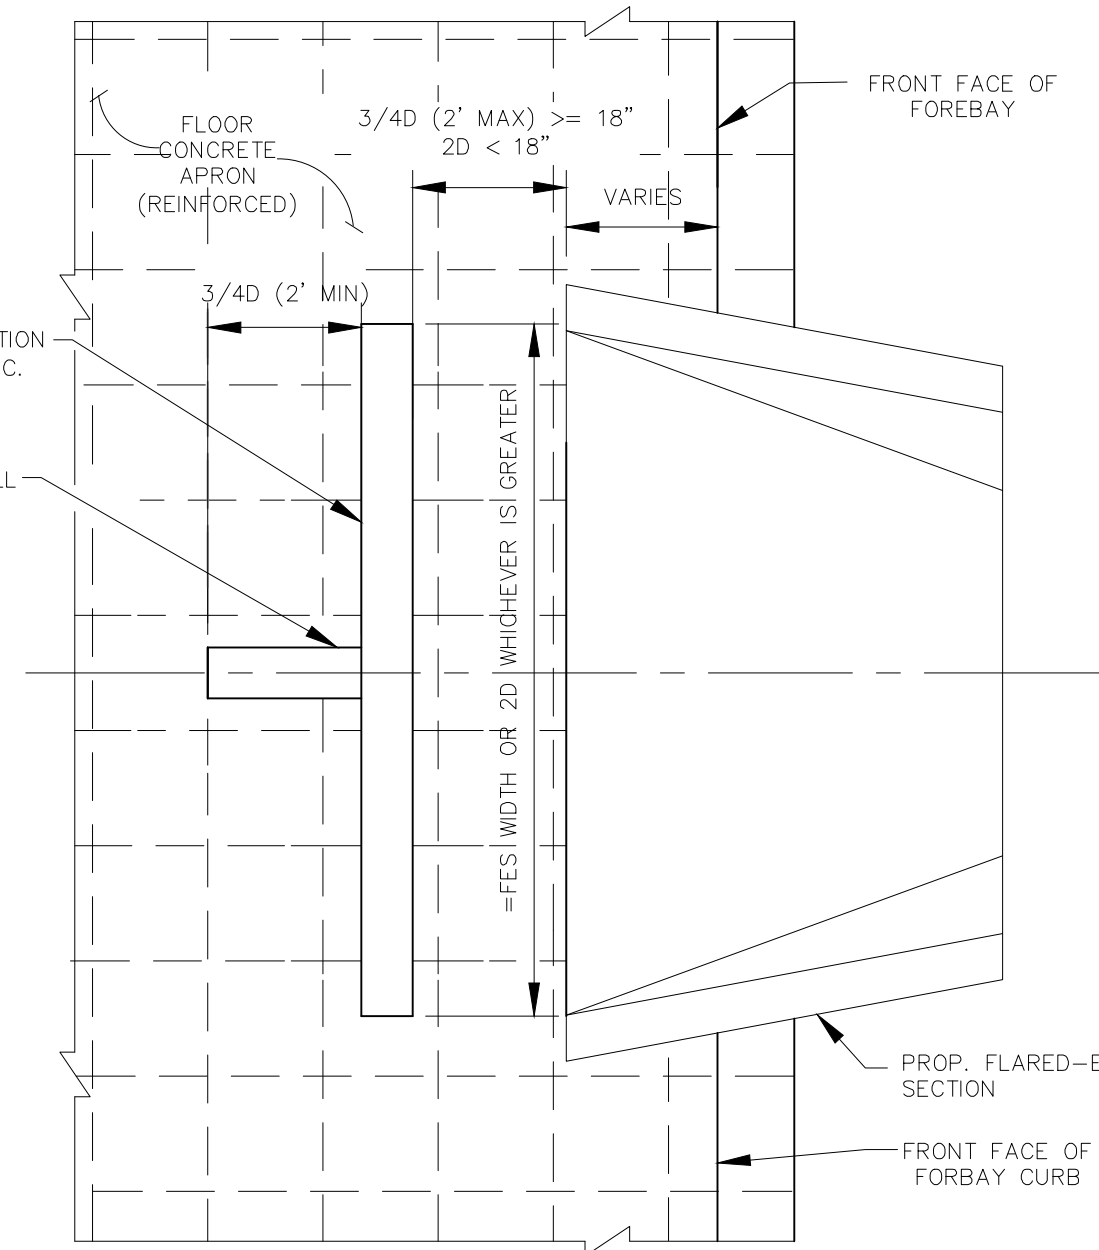 FRONT FACE OF
FOREBAY
3/4D (2' MAX) >= 18"
2D < 18"
FLOOR
CONCRETE
APRON
(REINFORCED)
VARIES
3/4D (2' MIN)
C.
=FES WIDTH OR 2D WHICHEVER IS GREATER
PROP. FLARED-E
SECTION
FRONT FACE OF
FORBAY CURB